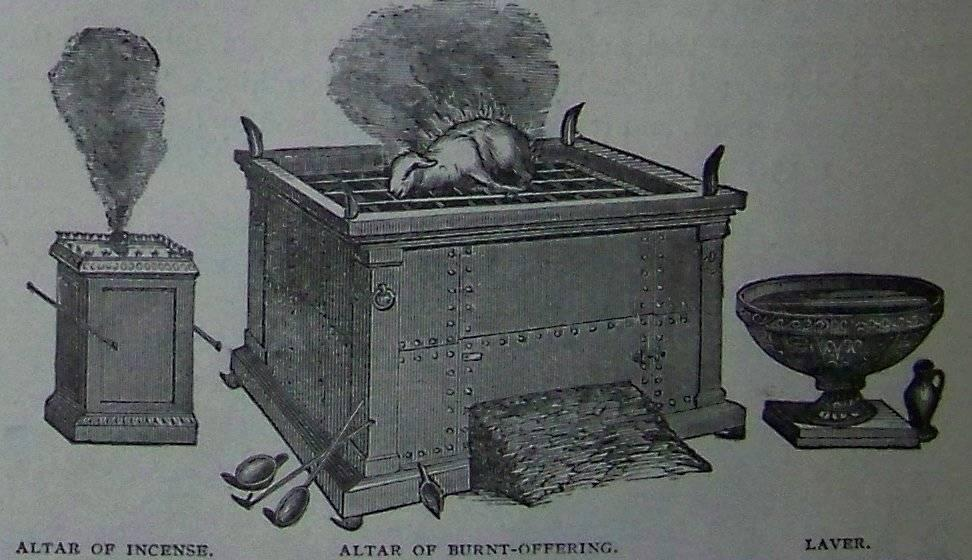 ALTAR OF INCENSE.
ALTAR OF BURNT-OFFERING.
LAVER.